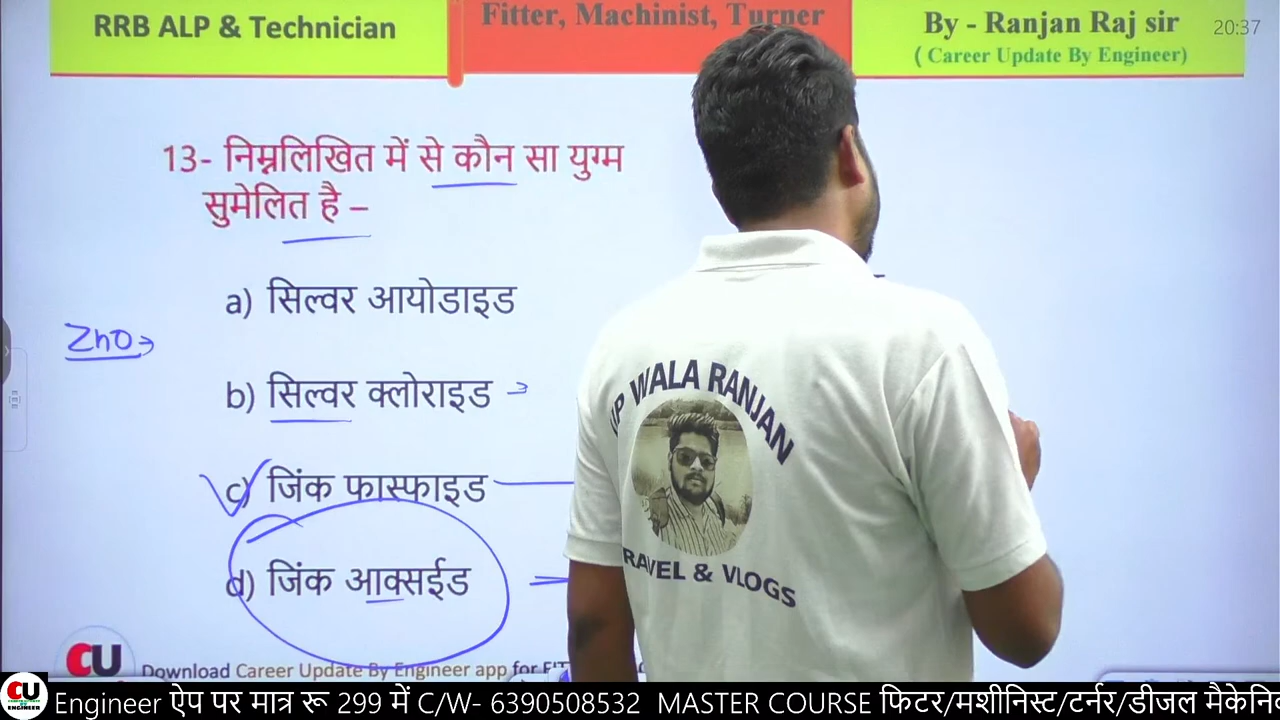 RRB ALP & Technician
Fitter, Machinist, Turner
By - Ranjan Raj sir
( Career Update By Engineer)
20:37
13- निम्नलिखित में से कौन सा युग्म
सुमेलित है –
a) सिल्वर आयोडाइड
ZnO
b) सिल्वर क्लोराइड
c) जिंक फास्फाइड
d) जिंक आक्सईड
WALA RANJAN
& VLOGS
CU
Download Career Update By Engineer app for
CU
Engineer ऐप पर मात्र रू 299 में C/W- 6390508532 MASTER COURSE फिटर/मशीनिस्ट/टर्नर/डीजल